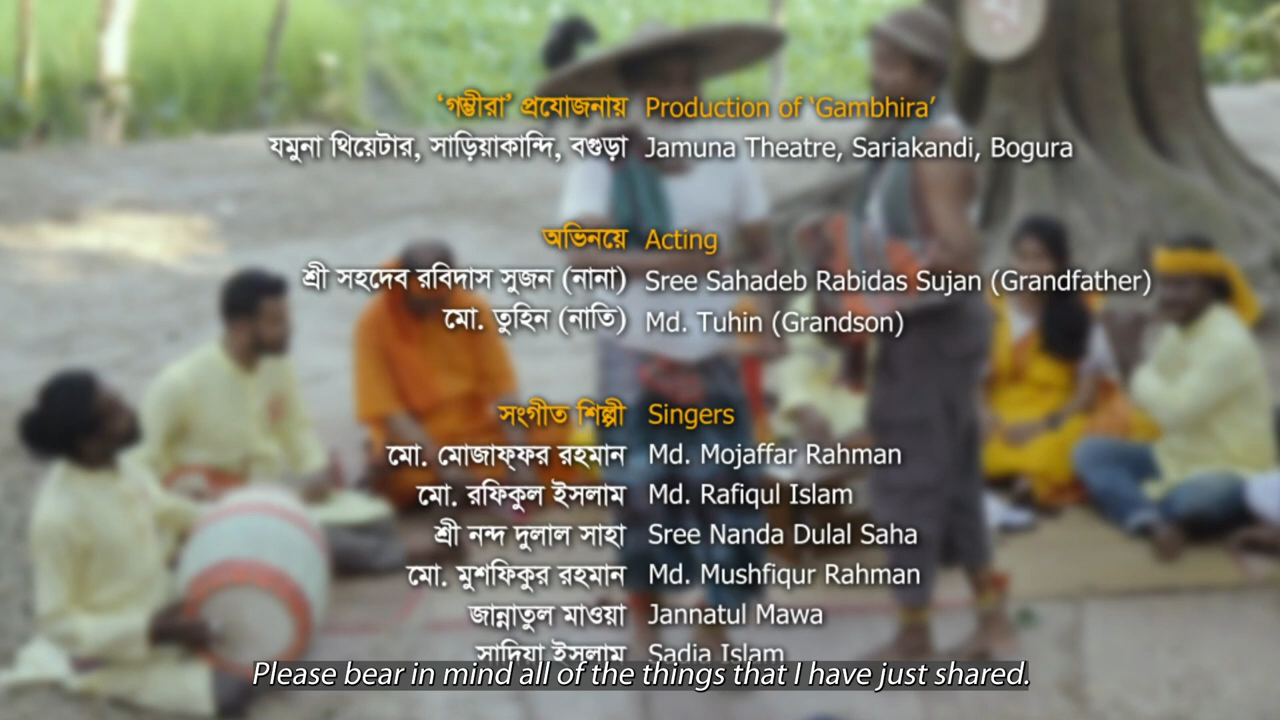 ‘গম্ভীরা’ প্রযোজনায় Production of ‘Gambhira’
যমুনা থিয়েটার, সাড়িয়াকান্দি, বগুড়া Jamuna Theatre, Sariakandi, Bogura
অভিনয়ে Acting
শ্রী সহদেব রবিদাস সুজন (নানা) Sree Sahadeb Rabidas Sujan (Grandfather)
মো. তুহিন (নাতি) Md. Tuhin (Grandson)
সংগীত শিল্পী Singers
মো. মোজাফ্ফর রহমান Md. Mojaffar Rahman
মো. রফিকুল ইসলাম Md. Rafiqul Islam
শ্রী নন্দ দুলাল সাহা Sree Nanda Dulal Saha
মো. মুশফিকুর রহমান Md. Mushfiqur Rahman
জান্নাতুল মাওয়া Jannatul Mawa
সাদিয়া ইসলাম Sadia Islam
Please bear in mind all of the things that I have just shared.